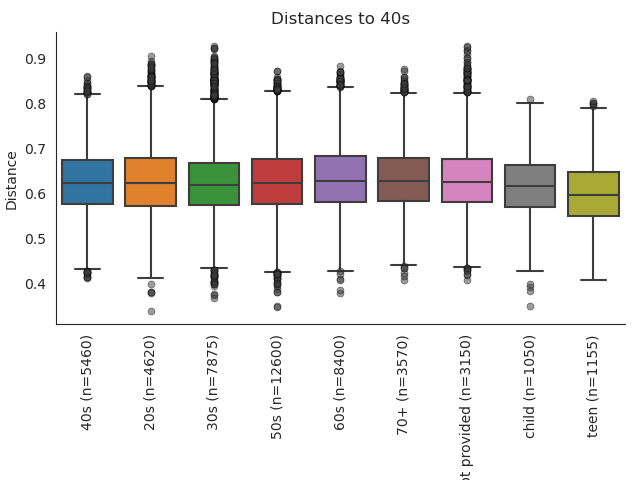 Distances to 40s
Distance
0.9
0.8
0.7
0.6
0.5
0.4
40s (n=5460)
20s (n=4620)
30s (n=7875)
50s (n=12600)
60s (n=8400)
70+ (n=3570)
ot provided (n=3150)
child (n=1050)
teen (n=1155)